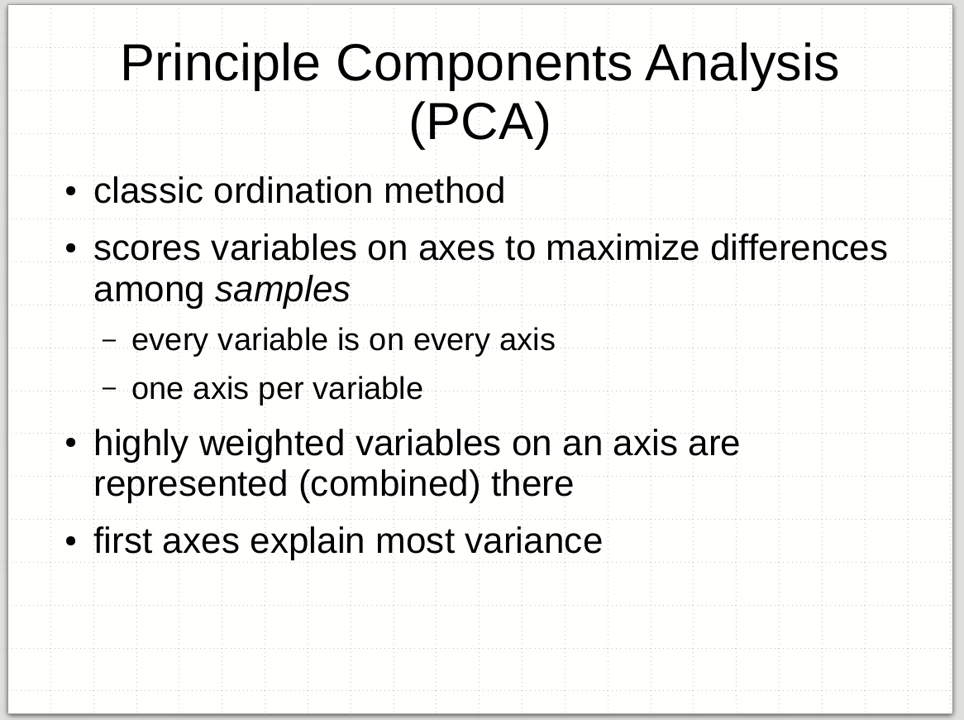 Principle Components Analysis
(PCA)
• classic ordination method
• scores variables on axes to maximize differences
among samples
– every variable is on every axis
– one axis per variable
• highly weighted variables on an axis are
represented (combined) there
• first axes explain most variance